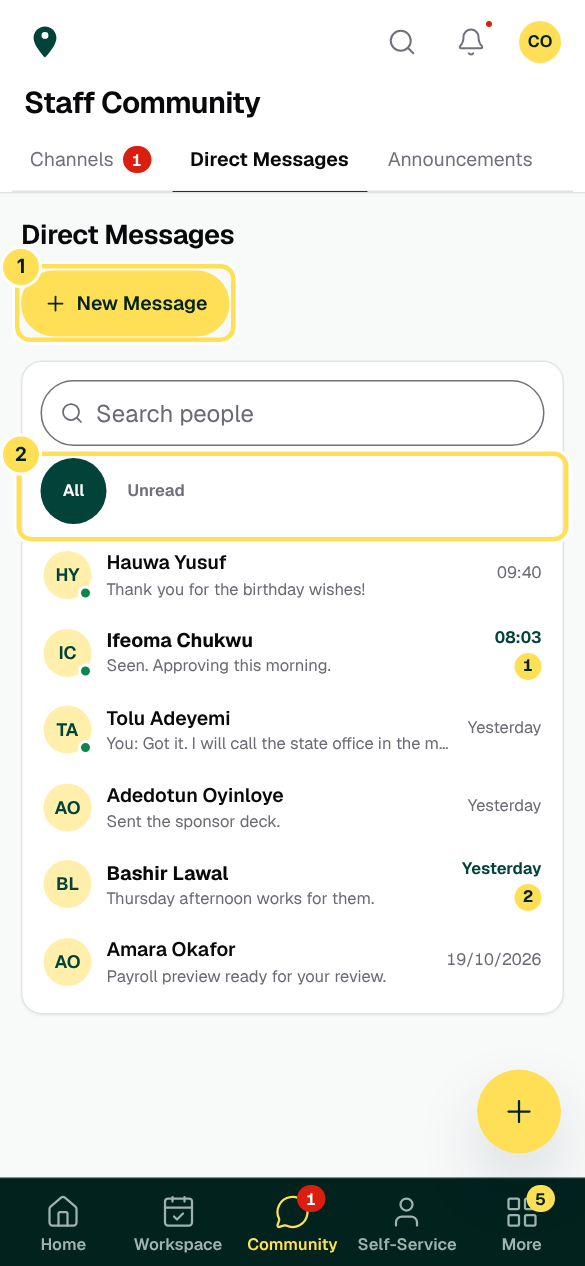 CO
Staff Community
Channels 1 Direct Messages Announcements
Direct Messages
1
+ New Message
Search people
2
All Unread
HY Hauwa Yusuf 09:40
Thank you for the birthday wishes!
IC Ifeoma Chukwu 08:03
Seen. Approving this morning. 1
TA Tolu Adeyemi Yesterday
You: Got it. I will call the state office in the m...
AO Adedotun Oyinloye Yesterday
Sent the sponsor deck.
BL Bashir Lawal Yesterday
Thursday afternoon works for them. 2
AO Amara Okafor 19/10/2026
Payroll preview ready for your review.
+
1 5
Home Workspace Community Self-Service More